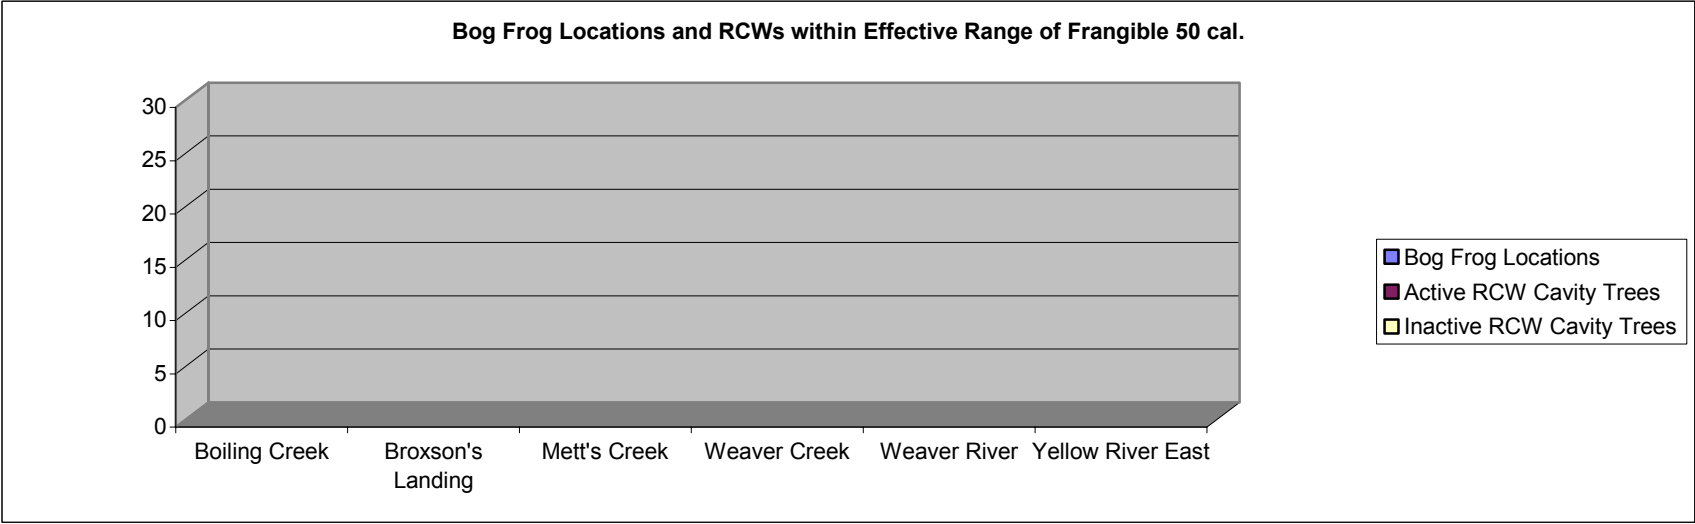 Bog Frog Locations and RCWs within Effective Range of Frangible 50 cal.
30
25
20
15
10
5
0
Boiling Creek
Broxson's
Landing
Mett's Creek
Weaver Creek
Weaver River
Yellow River East
Bog Frog Locations
Active RCW Cavity Trees
Inactive RCW Cavity Trees